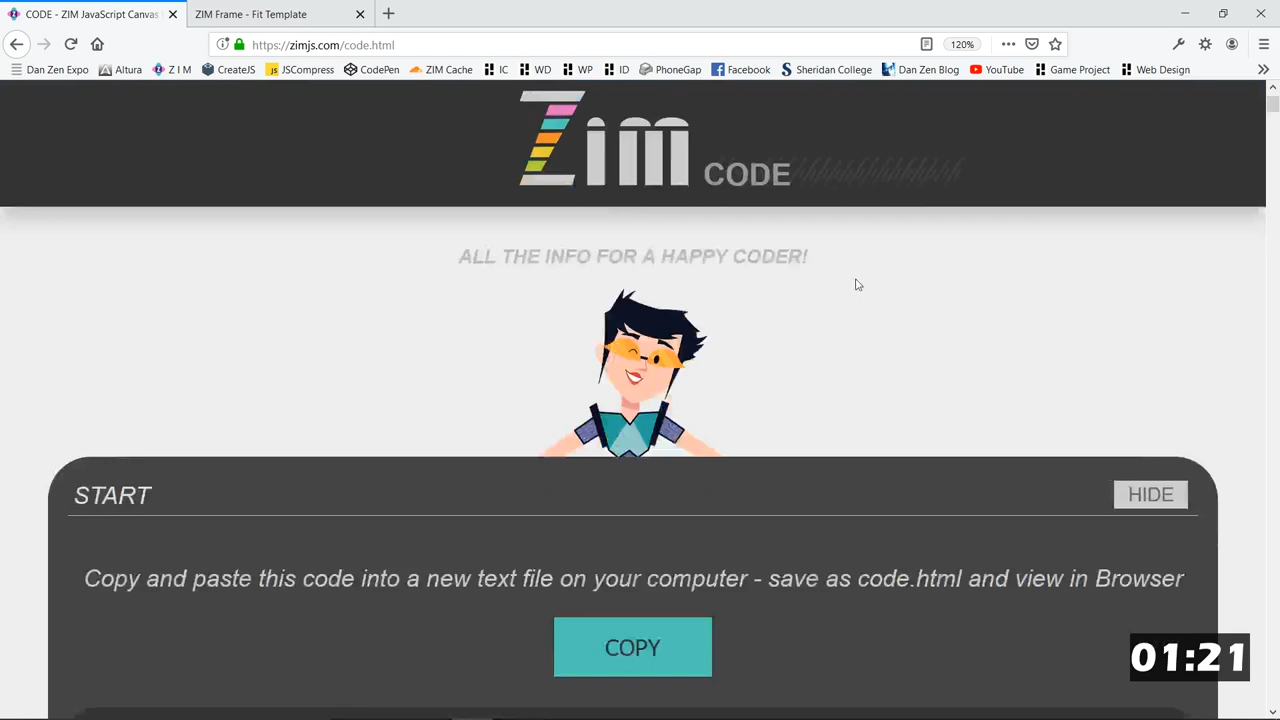 CODE - ZIM JavaScript Canvas
ZIM Frame - Fit Template
https://zimjs.com/code.html
120%
Dan Zen Expo
Altura
Z I M
CreateJS
JSCompress
CodePen
ZIM Cache
IC
WD
WP
ID
PhoneGap
Facebook
Sheridan College
Dan Zen Blog
YouTube
Game Project
Web Design
Zim CODE
ALL THE INFO FOR A HAPPY CODER!
START
HIDE
Copy and paste this code into a new text file on your computer - save as code.html and view in Browser
COPY
01:21